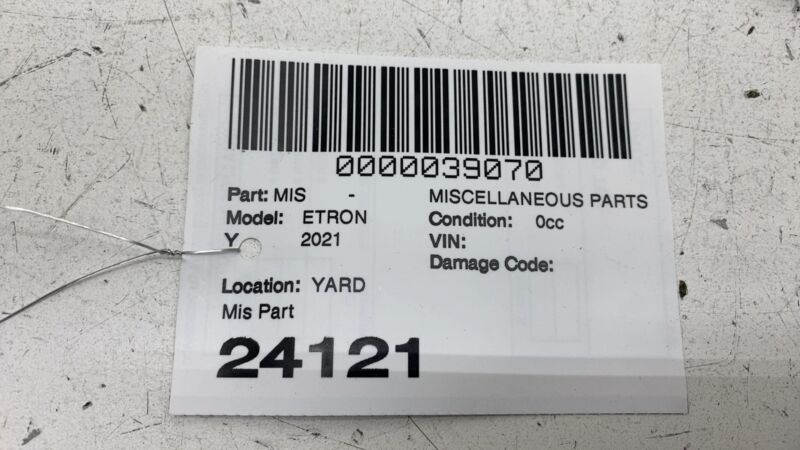 0000039070
Part: MIS - MISCELLANEOUS PARTS
Model: ETRON Condition: 0cc
Y 2021 VIN:
Damage Code:
Location: YARD
Mis Part
24121